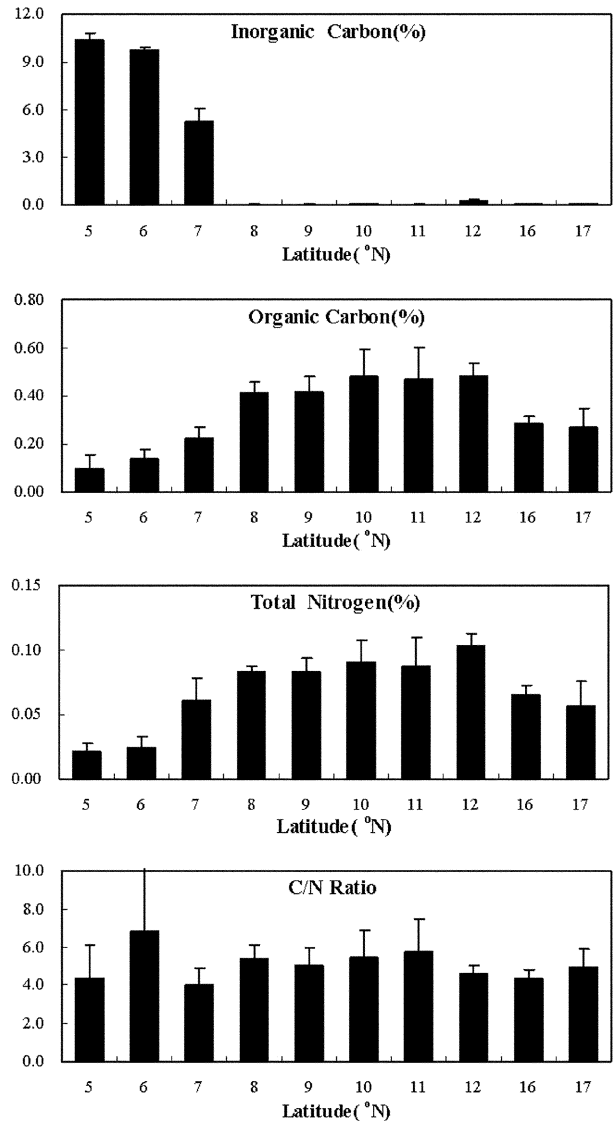 Inorganic Carbon(%)
12.0
9.0
6.0
3.0
0.0
5 6 7 8 9 10 11 12 16 17
Latitude( °N)
Organic Carbon(%)
0.80
0.60
0.40
0.20
0.00
5 6 7 8 9 10 11 12 16 17
Latitude( °N)
Total Nitrogen(%)
0.15
0.10
0.05
0.00
5 6 7 8 9 10 11 12 16 17
Latitude( °N)
C/N Ratio
10.0
8.0
6.0
4.0
2.0
0.0
5 6 7 8 9 10 11 12 16 17
Latitude( °N)